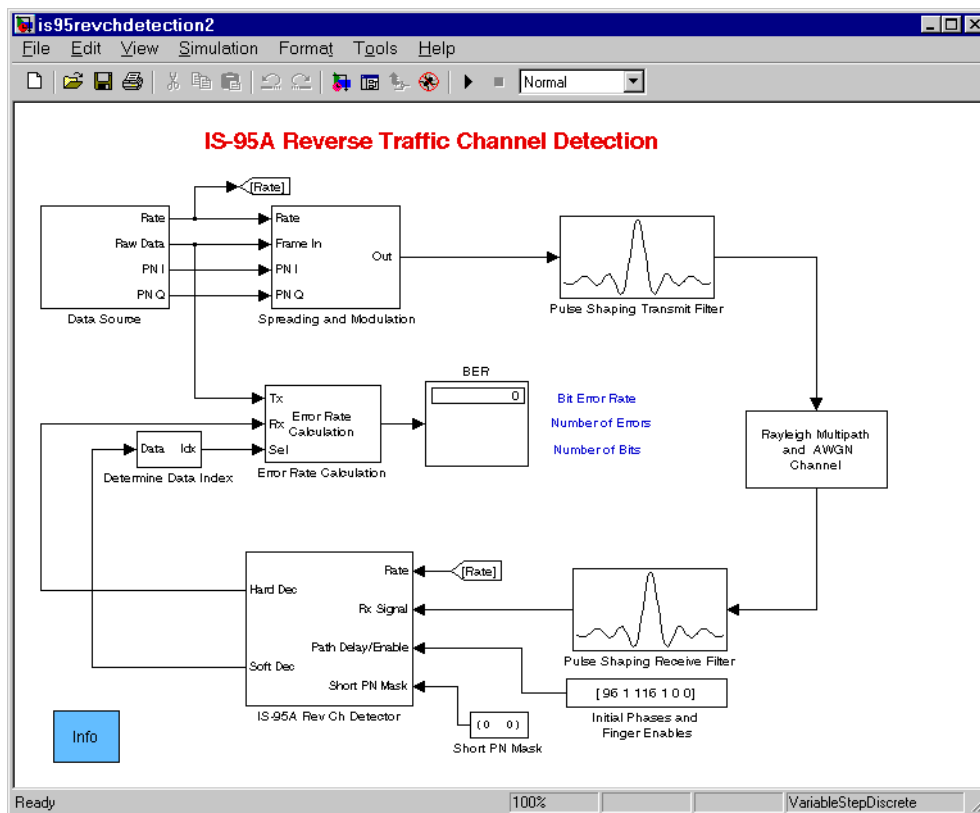 is95revchdetection2
File Edit View Simulation Format Tools Help
Normal
IS-95A Reverse Traffic Channel Detection
[Rate]
Rate
Raw Data
PN I
PN Q
Data Source
Rate
Frame In
PN I
PN Q
Out
Spreading and Modulation
Pulse Shaping Transmit Filter
BER
0
Bit Error Rate
Number of Errors
Number of Bits
Tx
Rx
Sel
Error Rate
Calculation
Error Rate Calculation
Data Idx
Determine Data Index
Rayleigh Multipath
and AWGN
Channel
Hard Dec
Soft Dec
Rate
Rx Signal
Path Delay/Enable
Short PN Mask
IS-95A Rev Ch Detector
[Rate]
Pulse Shaping Receive Filter
[ 96 1 116 1 0 0]
Initial Phases and
Finger Enables
(0 0)
Short PN Mask
Info
Ready 100% VariableStepDiscrete